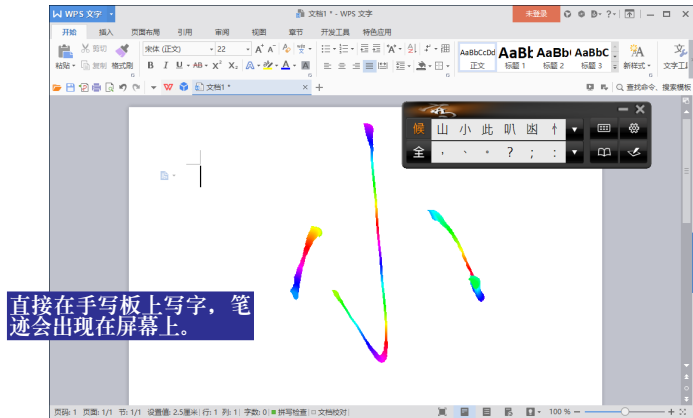 WPS 文字
文档1 * - WPS 文字
未登录
开始 插入 页面布局 引用 审阅 视图 章节 开发工具 特色应用
粘贴 剪切 复制 格式刷 宋体 (正文) 22 A⁺ A⁻
B I U AB X² X₂ A A
AaBbCcDd AaBb AaBb( AaBbC
正文 标题 1 标题 2 标题 3 新样式 文字工具
文档1 * × + 查找命令、搜索模板
候 山 小 此 叭 凼
全 , 、 。 ? ; :
直接在手写板上写字，笔
迹会出现在屏幕上。
页码: 1 页面: 1/1 节: 1/1 设置值: 2.5厘米 行: 1 列: 1 字数: 0 拼写检查 文档校对 100 %